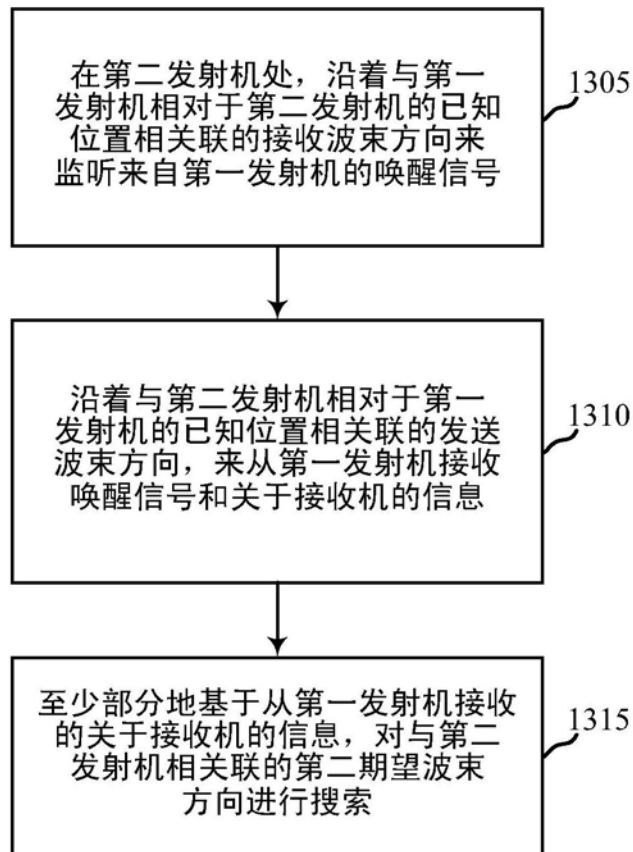 在第二发射机处，沿着与第一
发射机相对于第二发射机的已知
位置相关联的接收波束方向来
监听来自第一发射机的唤醒信号
1305
沿着与第二发射机相对于第一
发射机的已知位置相关联的发送
波束方向，来从第一发射机接收
唤醒信号和关于接收机的信息
1310
至少部分地基于从第一发射机接收
的关于接收机的信息，对与第二
发射机相关联的第二期望波束
方向进行搜索
1315